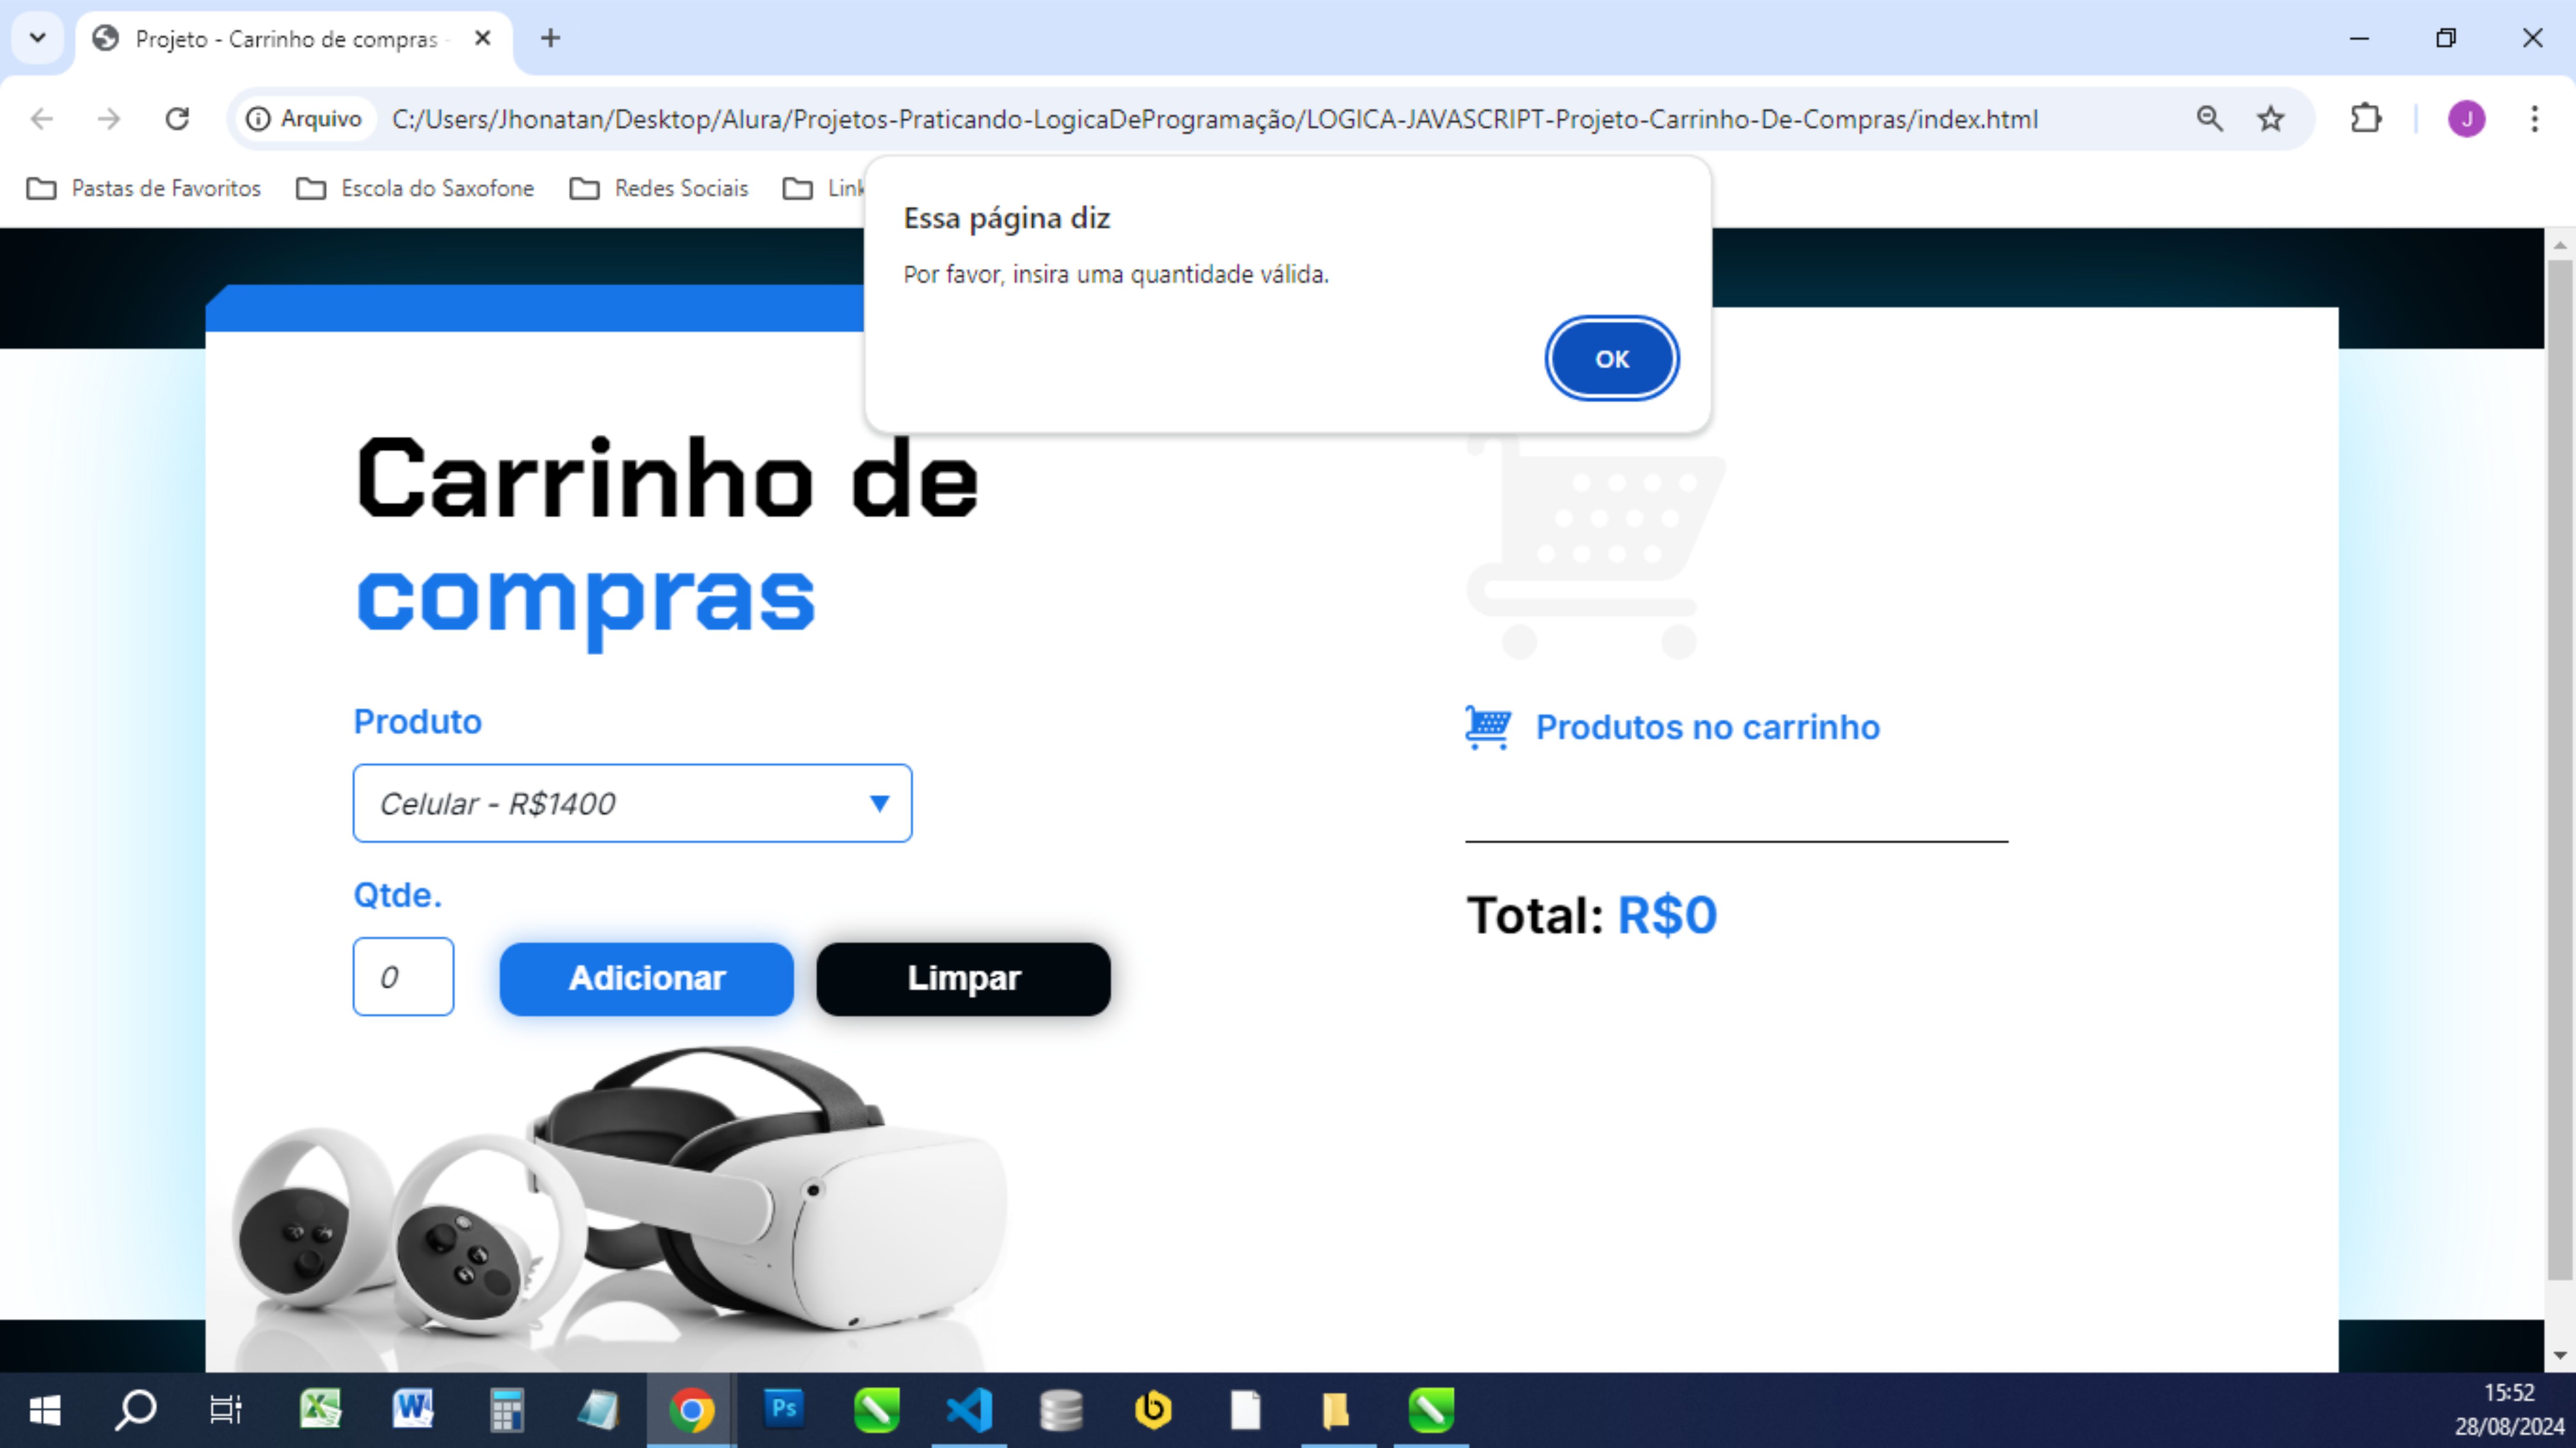 Projeto - Carrinho de compras -
Arquivo
C:/Users/Jhonatan/Desktop/Alura/Projetos-Praticando-LogicaDeProgramação/LOGICA-JAVASCRIPT-Projeto-Carrinho-De-Compras/index.html
J
Pastas de Favoritos
Escola do Saxofone
Redes Sociais
Link
Essa página diz
Por favor, insira uma quantidade válida.
OK
Carrinho de
compras
Produto
Celular - R$1400
Qtde.
0
Adicionar
Limpar
Produtos no carrinho
Total: R$0
Ps
15:52
28/08/2024